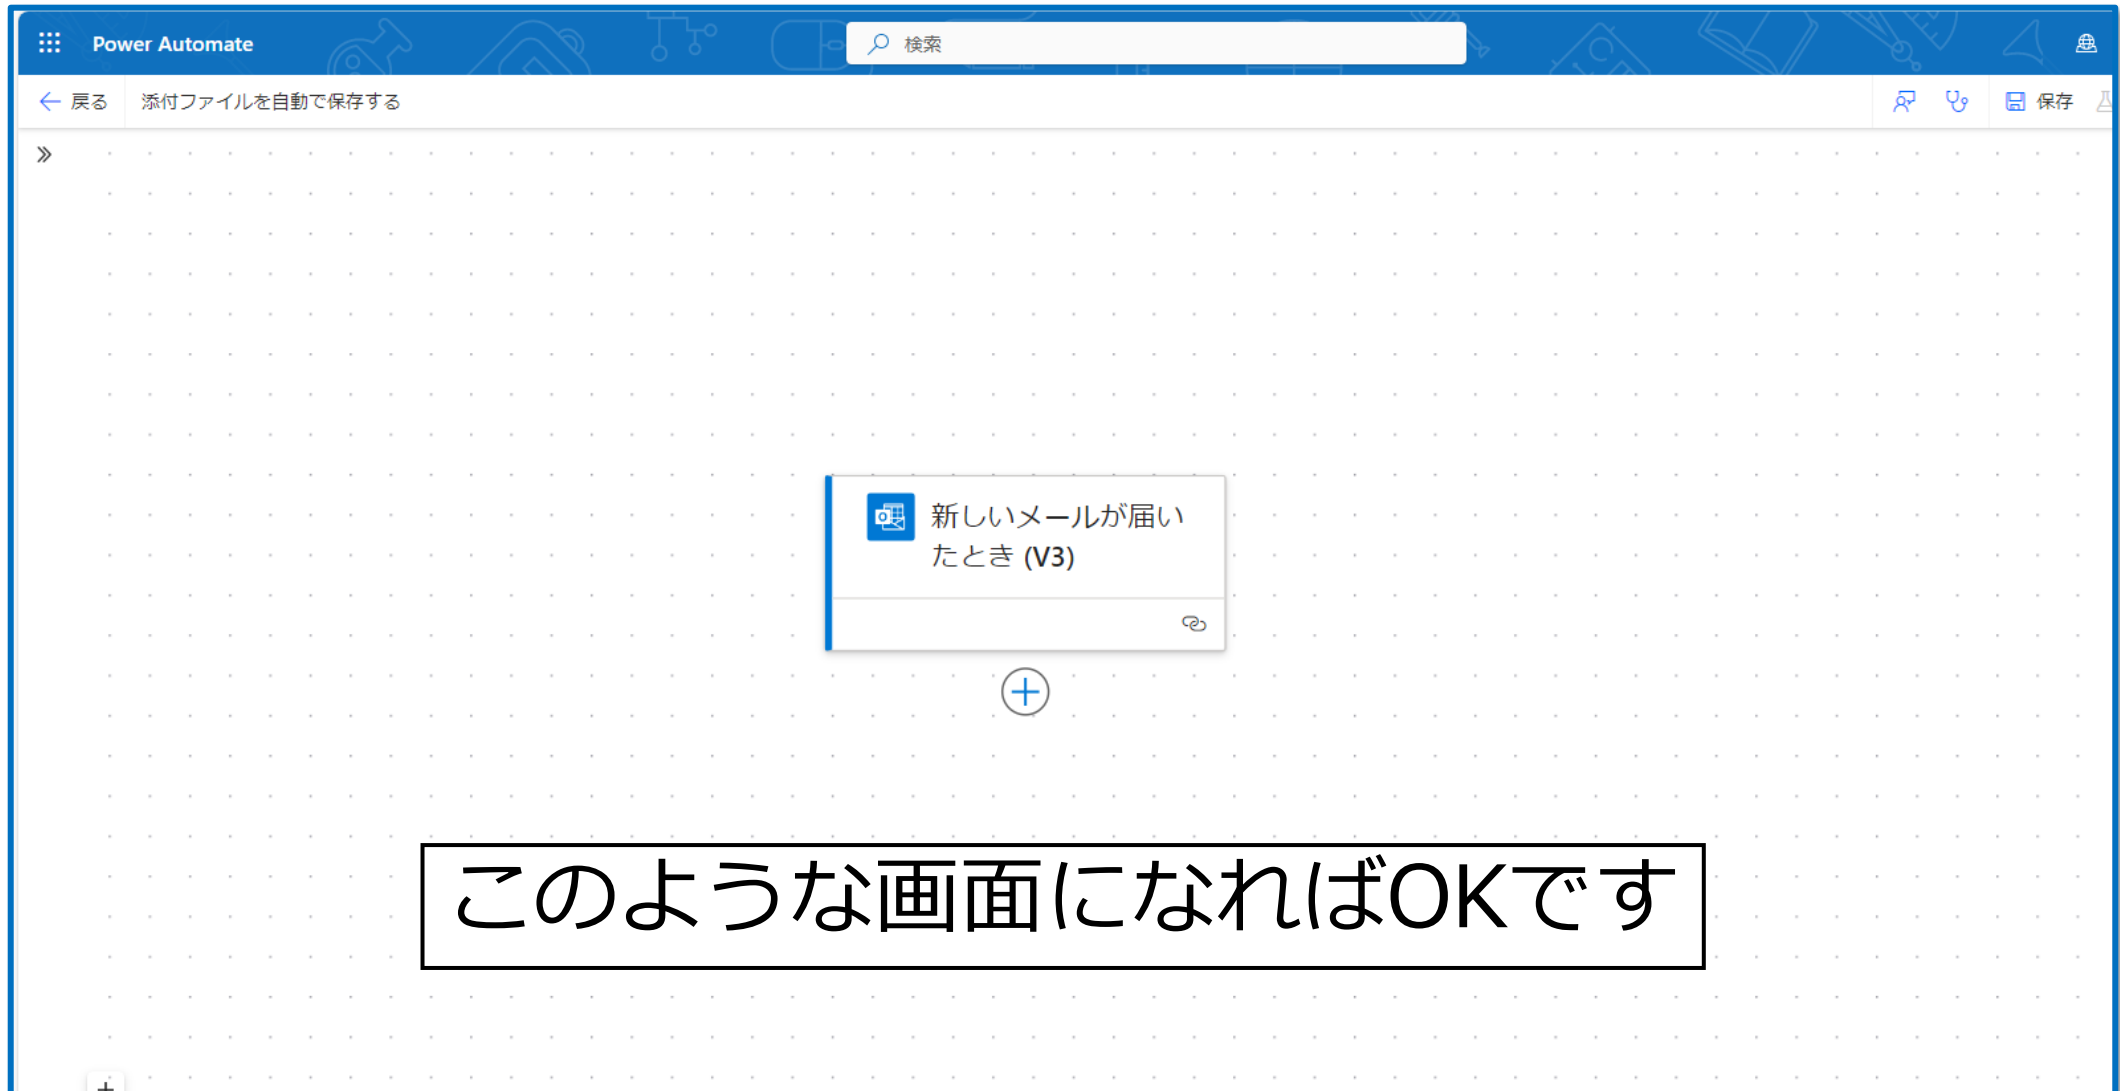 Power Automate
検索
戻る
添付ファイルを自動で保存する
保存
新しいメールが届い
たとき (V3)
このような画面になればOKです